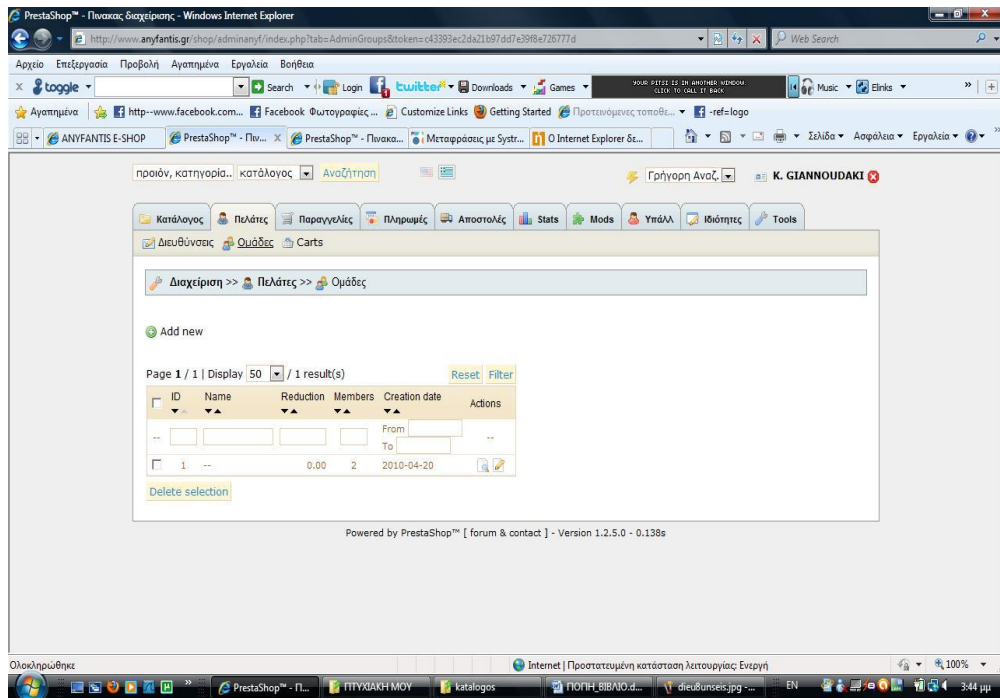 PrestaShop™ - Πινακας διαχείρισης - Windows Internet Explorer
http://www.anyfantis.gr/shop/adminanyf/index.php?tab=AdminGroups&token=c43393ec2da21b97dd7e39f8e726777d
Web Search
Αρχείο Επεξεργασία Προβολή Αγαπημένα Εργαλεία Βοήθεια
x toggle Search Login twitter Downloads Games YOUR PITSI IS IN ANOTHER WINDOW. CLICK TO CALL IT BACK Music Elinks »
Αγαπημένα http--www.facebook.com... Facebook Φωτογραφίες ... Customize Links Getting Started Προτεινόμενες τοποθε... -ref=logo
ANYFANTIS E-SHOP PrestaShop™ - Πιν... X PrestaShop™ - Πινακα... Μεταφράσεις με Systr... Ο Internet Explorer δε... Σελίδα Ασφάλεια Εργαλεία »
προιόν, κατηγορία.. κατάλογος Αναζήτηση Γρήγορη Αναζ. K. GIANNOUDAKI
Κατάλογος Πελάτες Παραγγελίες Πληρωμές Αποστολές Stats Mods Υπάλλ Ιδιότητες Tools
Διευθύνσεις Ομάδες Carts
Διαχείριση >> Πελάτες >> Ομάδες
Add new
Page 1 / 1 | Display 50 / 1 result(s) Reset Filter
ID Name Reduction Members Creation date Actions
-- From --
To
1 -- 0.00 2 2010-04-20
Delete selection
Powered by PrestaShop™ [ forum & contact ] - Version 1.2.5.0 - 0.138s
Ολοκληρώθηκε Internet | Προστατευμένη κατάσταση λειτουργίας: Ενεργή 100%
» PrestaShop™ - Π... ΠΤΥΧΙΑΚΗ ΜΟΥ katalogos ΠΟΠΗ_ΒΙΒΛΙΟ.d... dieu8unseis.jpg -... EN 3:44 μμ